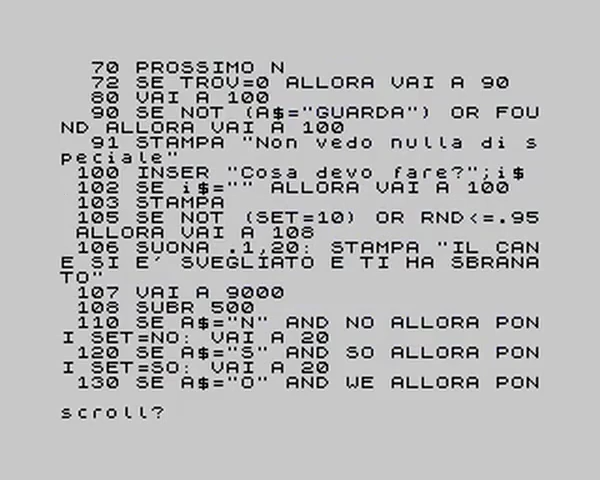 70 PROSSIMO N
72 SE TROV=0 ALLORA VAI A 90
80 VAI A 100
90 SE NOT (A$="GUARDA") OR FOU
ND ALLORA VAI A 100
91 STAMPA "Non vedo nulla di s
peciale"
100 INSER "Cosa devo fare?";i$
102 SE i$="" ALLORA VAI A 100
103 STAMPA
105 SE NOT (SET=10) OR RND<=.95
ALLORA VAI A 108
106 SUONA .1,20: STAMPA "IL CAN
E SI E' SVEGLIATO E TI HA SBRANA
TO"
107 VAI A 9000
108 SUBR 500
110 SE A$="N" AND NO ALLORA PON
I SET=NO: VAI A 20
120 SE A$="S" AND SO ALLORA PON
I SET=SO: VAI A 20
130 SE A$="O" AND WE ALLORA PON
scroll?